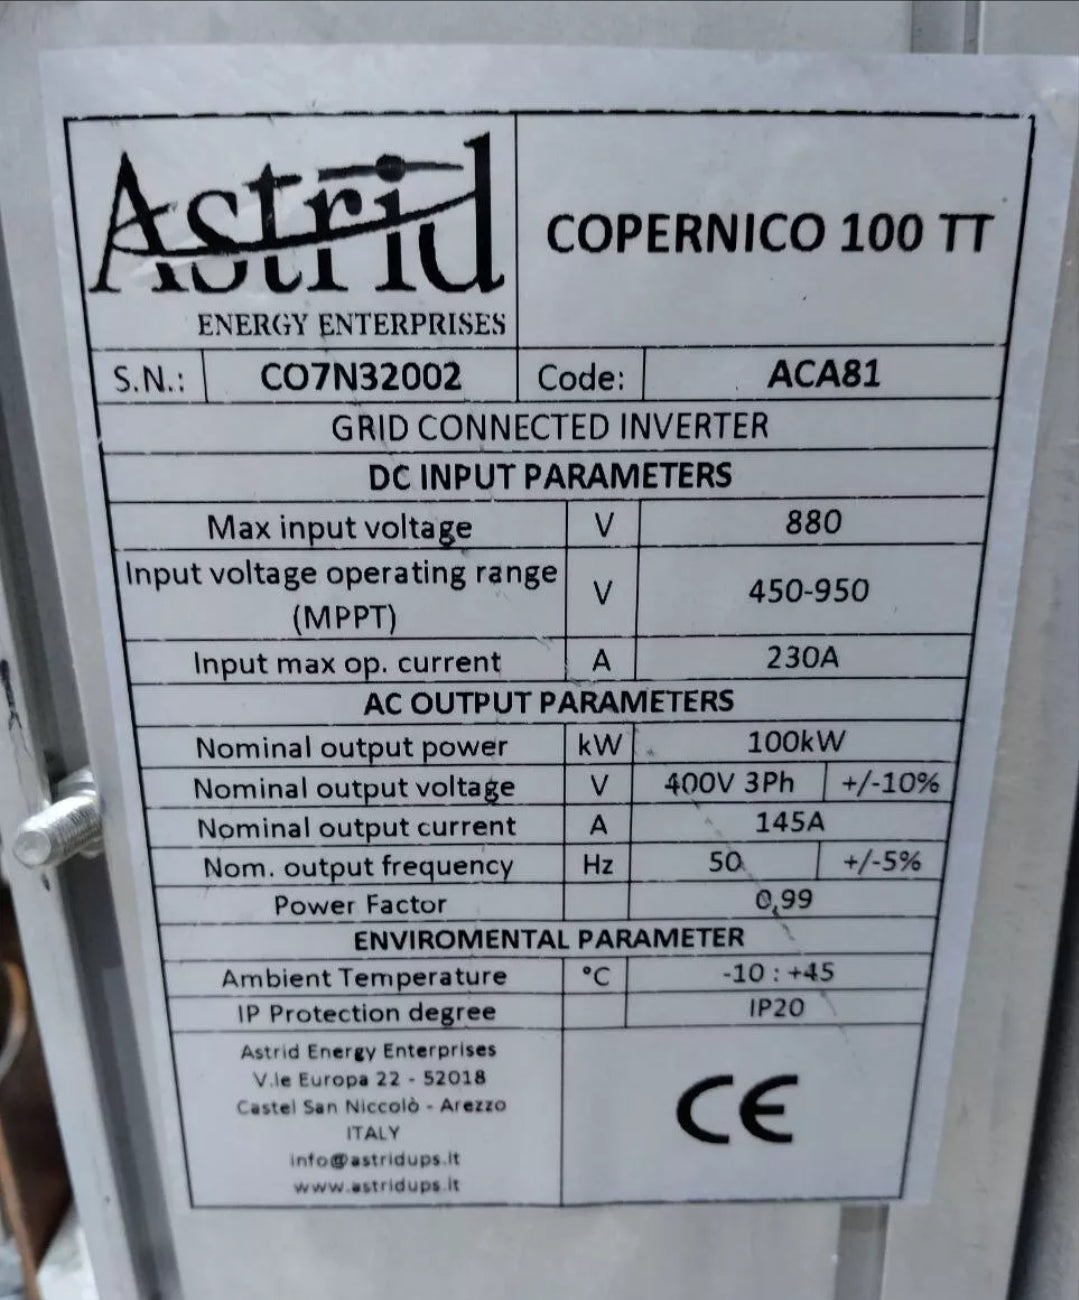 Astrid
ENERGY ENTERPRISES
COPERNICO 100 TT
S.N.: CO7N32002 Code: ACA81
GRID CONNECTED INVERTER
DC INPUT PARAMETERS
Max input voltage V 880
Input voltage operating range (MPPT) V 450-950
Input max op. current A 230A
AC OUTPUT PARAMETERS
Nominal output power kW 100kW
Nominal output voltage V 400V 3Ph +/-10%
Nominal output current A 145A
Nom. output frequency Hz 50 +/-5%
Power Factor 0,99
ENVIROMENTAL PARAMETER
Ambient Temperature °C -10 : +45
IP Protection degree IP20
Astrid Energy Enterprises
V.le Europa 22 - 52018
Castel San Niccolò - Arezzo
ITALY
info@astridups.it
www.astridups.it
CE